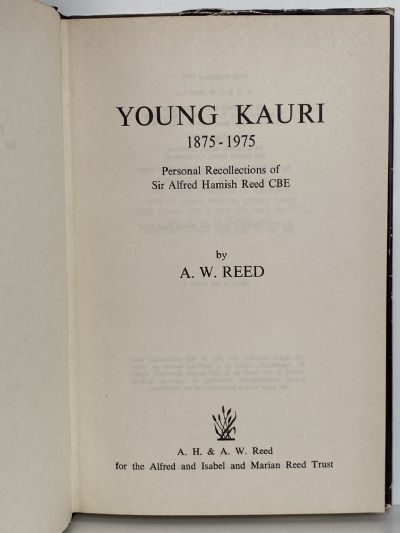 YOUNG KAURI
1875-1975
Personal Recollections of
Sir Alfred Hamish Reed CBE
by
A. W. REED
A. H. & A. W. Reed
for the Alfred and Isabel and Marian Reed Trust